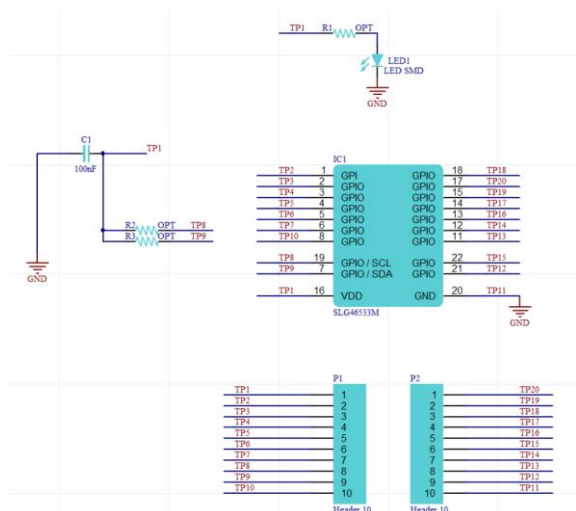 TP1 R1 OPT
LED1
LED SMD
GND
C1
TP1
100nF
R2 OPT TP8
R3 OPT TP9
GND
IC1
TP2 1 GPI GPIO 18 TP18
TP3 2 GPIO GPIO 17 TP20
TP4 3 GPIO GPIO 15 TP19
TP5 4 GPIO GPIO 14 TP17
TP6 5 GPIO GPIO 13 TP16
TP7 6 GPIO GPIO 12 TP14
TP10 8 GPIO GPIO 11 TP13
TP8 19 GPIO / SCL GPIO 22 TP15
TP9 7 GPIO / SDA GPIO 21 TP12
TP1 16 VDD GND 20 TP11
SLG46533M
GND
P1 P2
TP1 1 1 TP20
TP2 2 2 TP19
TP3 3 3 TP18
TP4 4 4 TP17
TP5 5 5 TP16
TP6 6 6 TP15
TP7 7 7 TP14
TP8 8 8 TP13
TP9 9 9 TP12
TP10 10 10 TP11
Header 10 Header 10